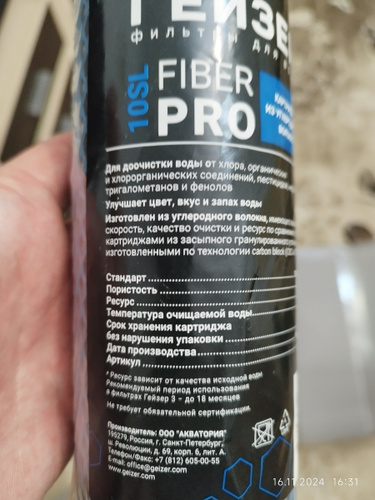 ГЕЙЗЕ
ФИЛЬТРЫ ДЛЯ
10SL
FIBER
PRO
Для доочистки воды от хлора, органических
и хлорорганических соединений, пестицидов,
тригалометанов и фенолов
Улучшает цвет, вкус и запах воды
Изготовлен из углеродного волокна,
скорость, качество очистки и ресурс по
картриджами из засыпного гранулированного
изготовленными по технологии carbon block
Стандарт
Пористость
Ресурс
Температура очищаемой воды
Срок хранения картриджа
без нарушения упаковки
Дата производства
Артикул
* Ресурс зависит от качества исходной воды
Рекомендуемый период использования
в фильтрах Гейзер 3 - до 18 месяцев
Не требует обязательной сертификации.
Производитель: ООО "АКВАТОРИЯ"
195279, Россия, г. Санкт-Петербург,
ш. Революции, д. 69, корп. 6, лит. А.
Телефон/Факс: +7 (812) 605-00-55
E-mail: office@geizer.com
www.geizer.com
16.11.2024 16:31